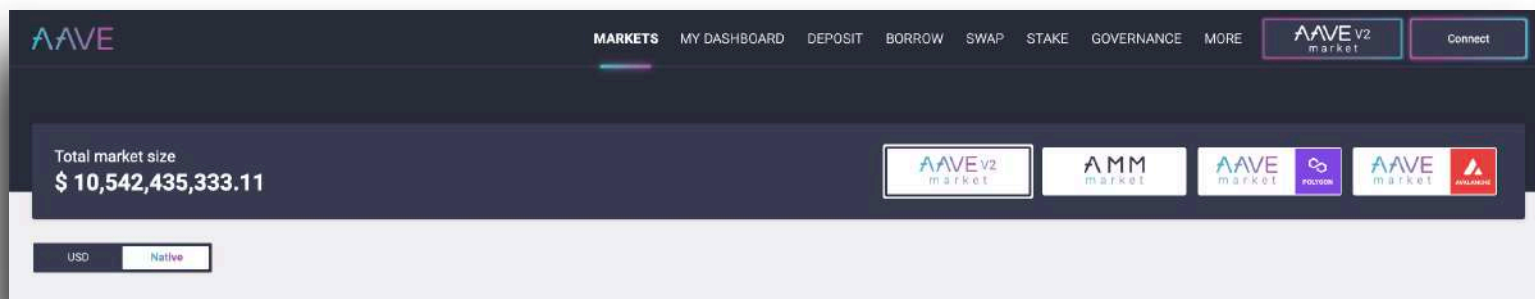 AAVE
MARKETS MY DASHBOARD DEPOSIT BORROW SWAP STAKE GOVERNANCE MORE
AAVE V2
market
Connect
Total market size
$ 10,542,435,333.11
AAVE V2
market
AMM
market
AAVE
market
POLYGON
AAVE
market
AVALANCHE
USD
Native